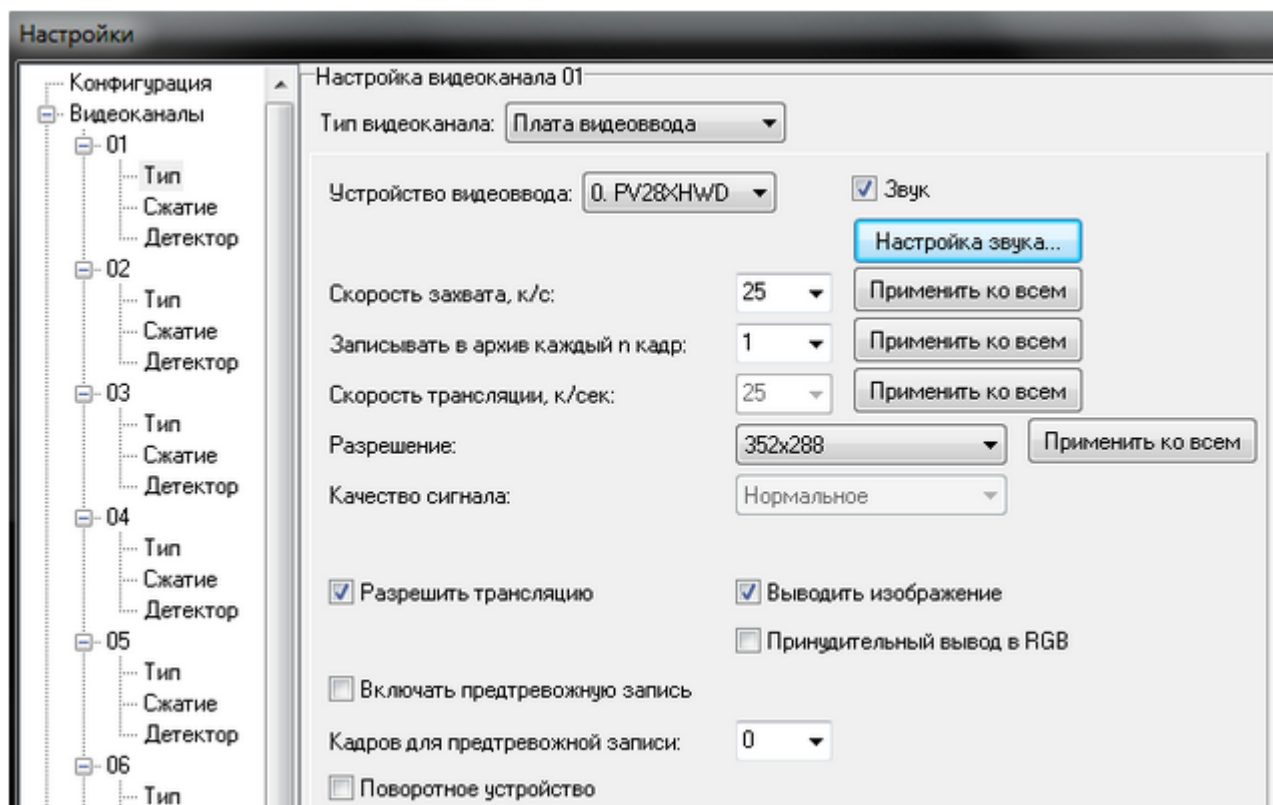 Настройки
Конфигурация
Видеоканалы
01
Тип
Сжатие
Детектор
02
Тип
Сжатие
Детектор
03
Тип
Сжатие
Детектор
04
Тип
Сжатие
Детектор
05
Тип
Сжатие
Детектор
06
Тип
Настройка видеоканала 01
Тип видеоканала: Плата видеоввода
Устройство видеоввода: 0. PV28XHWD Звук
Настройка звука...
Скорость захвата, к/с: 25 Применить ко всем
Записывать в архив каждый n кадр: 1 Применить ко всем
Скорость трансляции, к/сек: 25 Применить ко всем
Разрешение: 352x288 Применить ко всем
Качество сигнала: Нормальное
Разрешить трансляцию Выводить изображение
Принудительный вывод в RGB
Включать предтревожную запись
Кадров для предтревожной записи: 0
Поворотное устройство